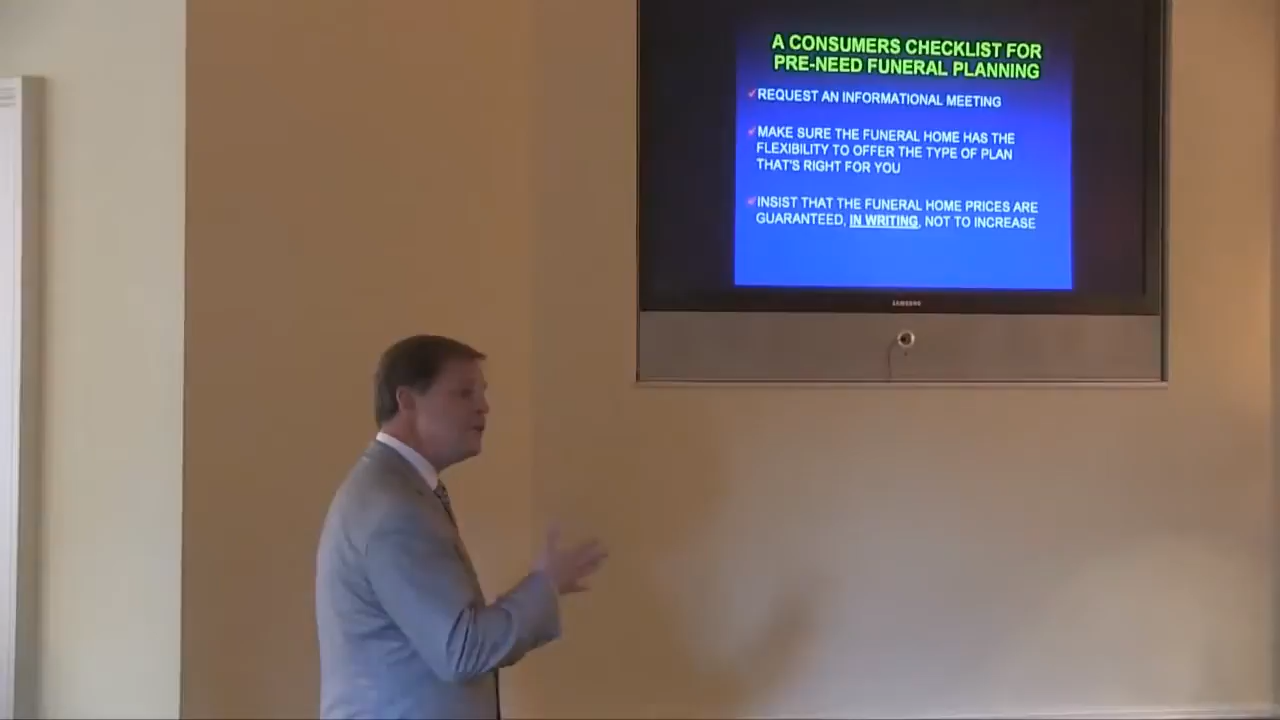 A CONSUMERS CHECKLIST FOR
PRE-NEED FUNERAL PLANNING
✓REQUEST AN INFORMATIONAL MEETING
✓MAKE SURE THE FUNERAL HOME HAS THE
FLEXIBILITY TO OFFER THE TYPE OF PLAN
THAT'S RIGHT FOR YOU
✓INSIST THAT THE FUNERAL HOME PRICES ARE
GUARANTEED, IN WRITING, NOT TO INCREASE
SAMSUNG